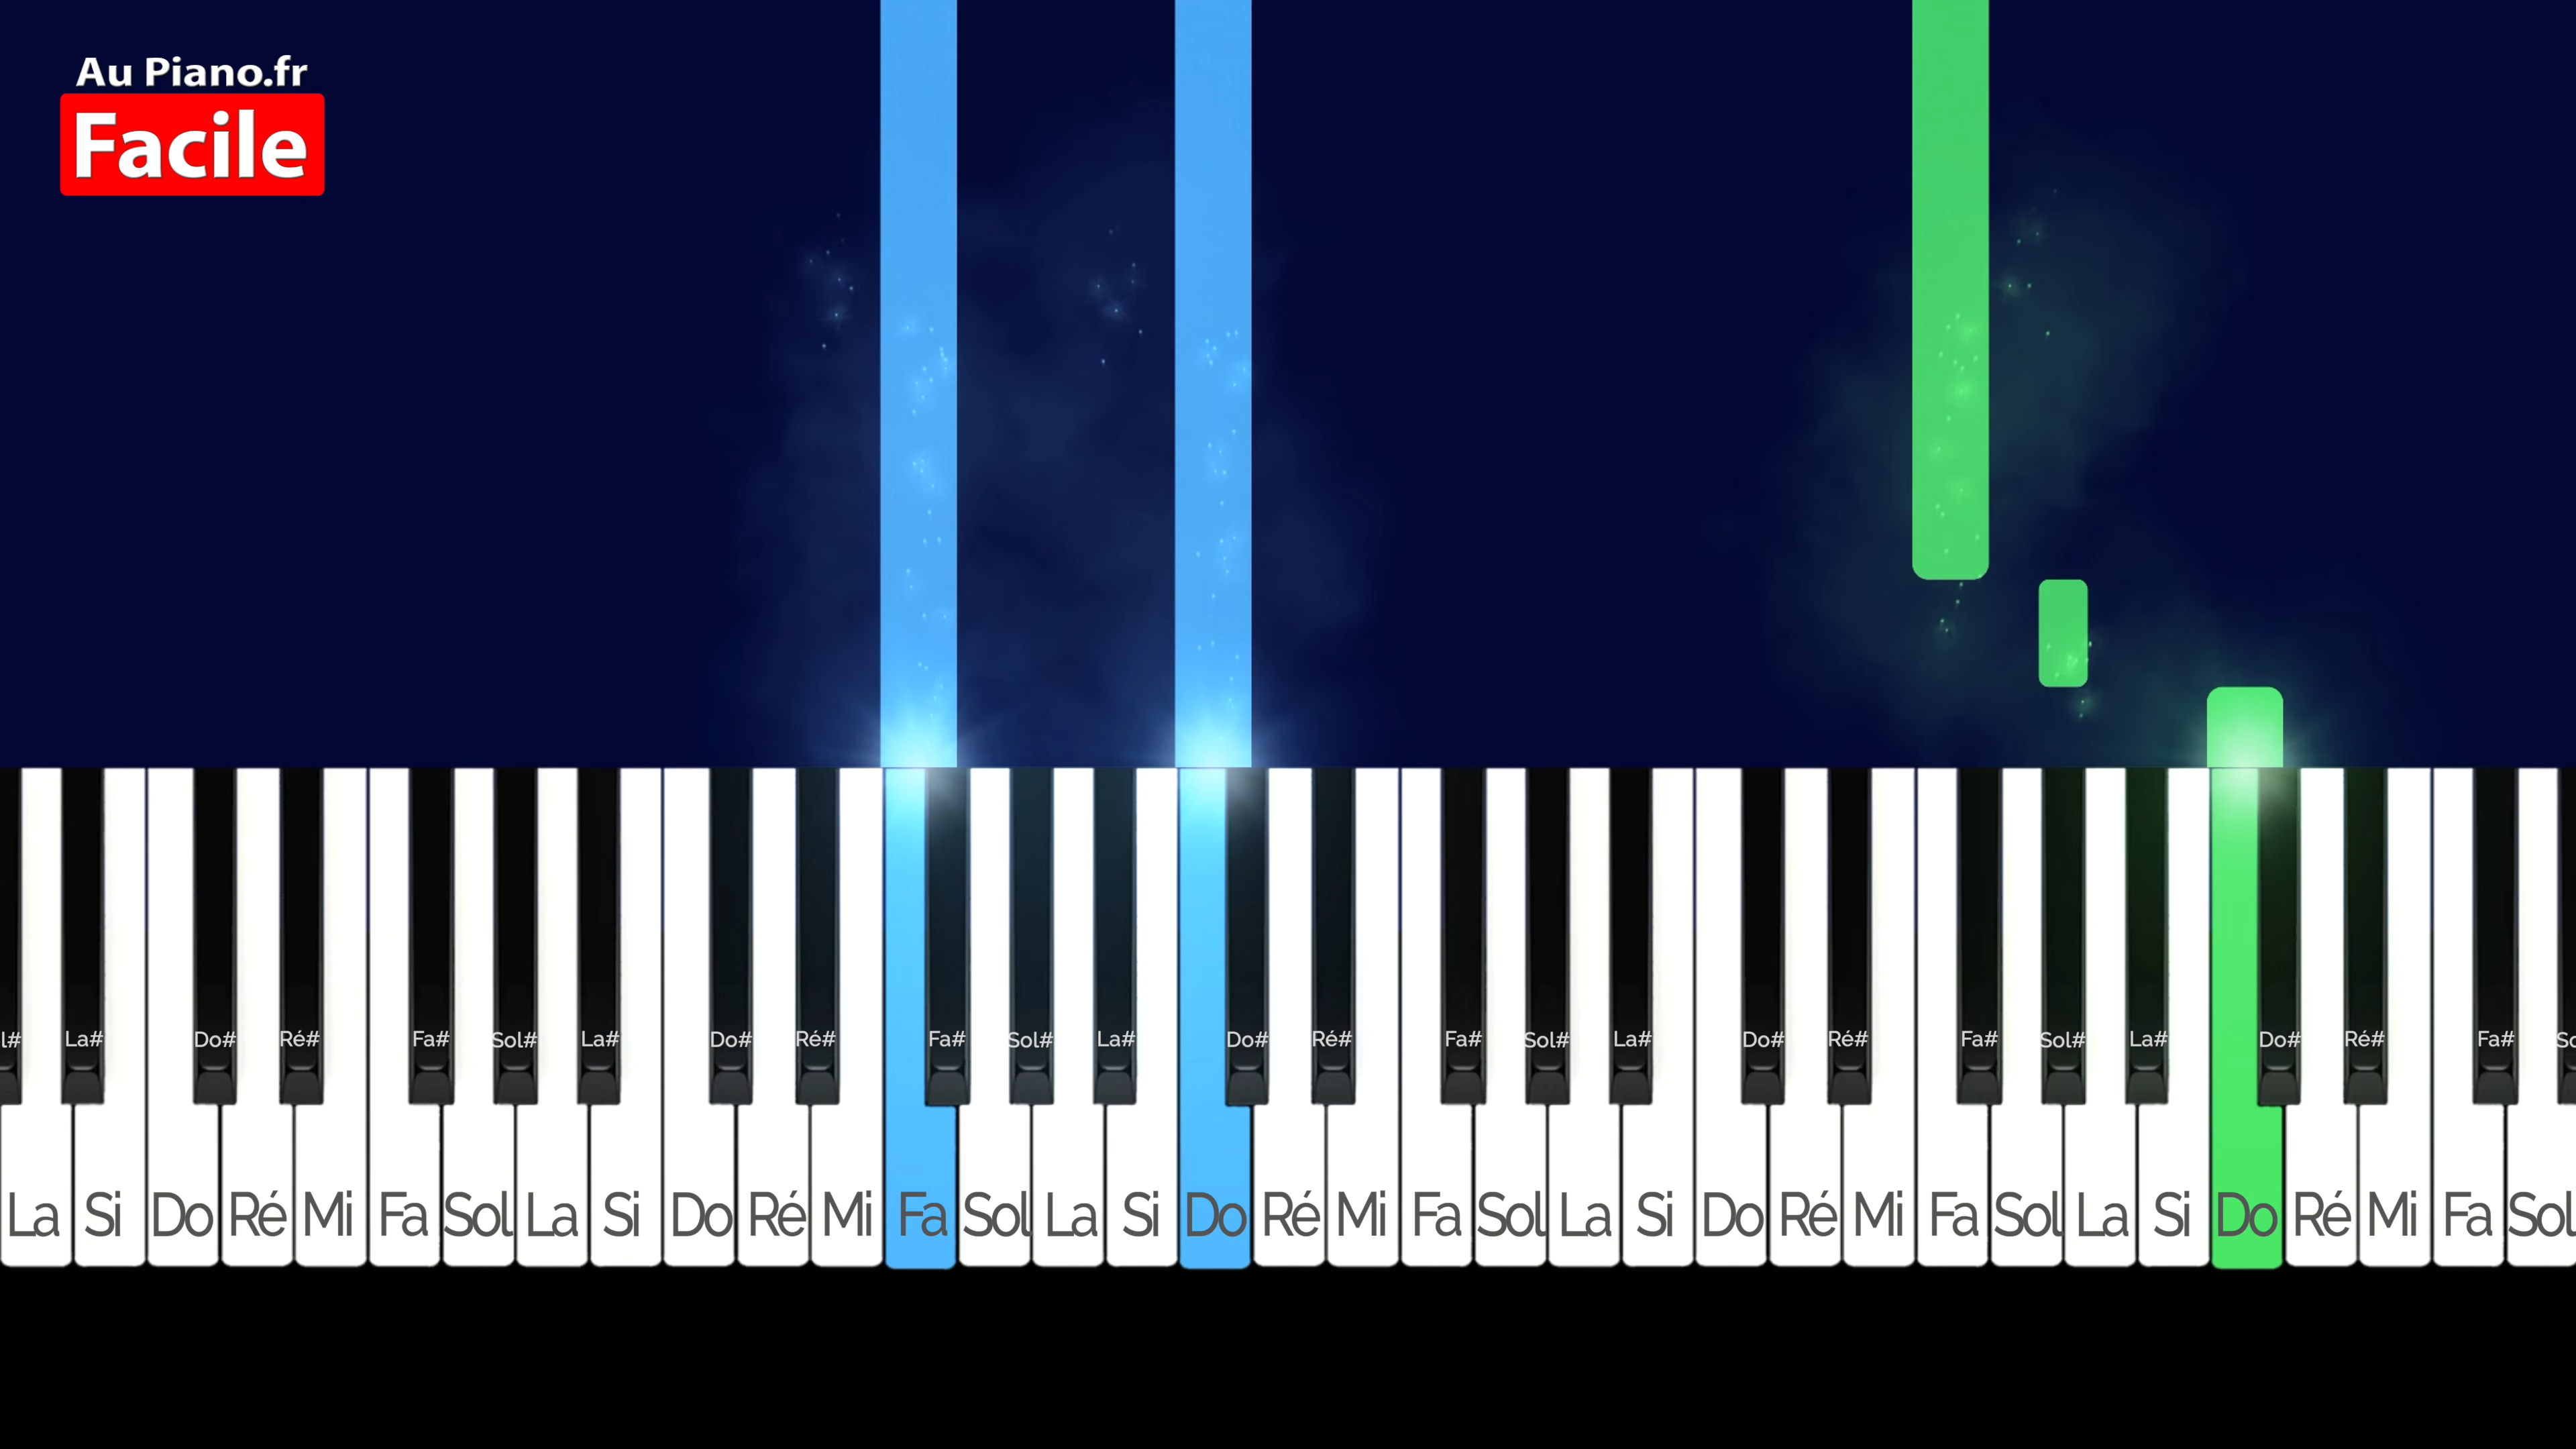 Au Piano.fr
Facile
l# La# Do# Ré# Fa# Sol# La# Do# Ré# Fa# Sol# La# Do# Ré# Fa# Sol# La# Do# Ré# Fa# Sol# La# Do# Ré# Fa# So
La Si Do Ré Mi Fa Sol La Si Do Ré Mi Fa Sol La Si Do Ré Mi Fa Sol La Si Do Ré Mi Fa Sol La Si Do Ré Mi Fa Sol